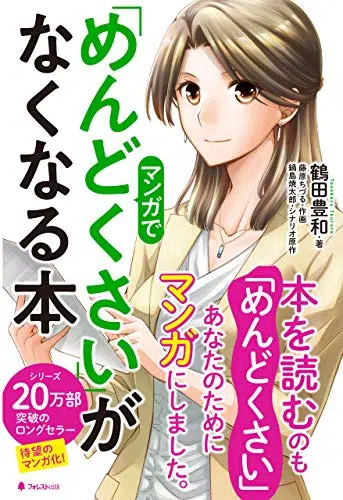 マンガで
「めんどくさい」が
なくなる本
鶴田豊和・著
Toyokazu Tsuruta
藤原ちづる・作画
鍋島焼太郎・シナリオ原作
本を読むのも
「めんどくさい」
あなたのために
マンガにしました。
シリーズ
20万部
突破の
ロングセラー
待望の
マンガ化!
フォレスト出版